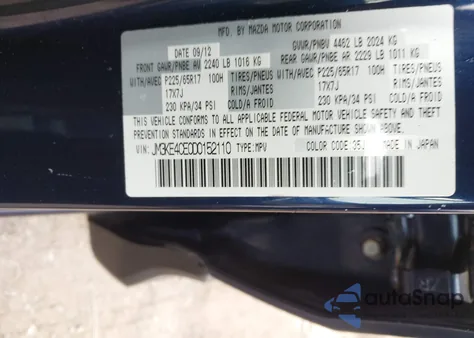 MFD. BY MAZDA MOTOR CORPORATION
DATE 09/12 GVWR/PNBV 4462 LB 2024 KG
FRONT GAWR/PNBE AV 2240 LB 1016 KG REAR GAWR/PNBE AR 2229 LB 1011 KG
WITH/AVEC P225/65R17 100H TIRES/PNEUS WITH/AVEC P225/65R17 100H TIRES/PNEUS
17X7J RIMS/JANTES 17X7J RIMS/JANTES
230 KPA/34 PSI COLD/A FROID 230 KPA/34 PSI COLD/A FROID
THIS VEHICLE CONFORMS TO ALL APPLICABLE FEDERAL MOTOR VEHICLE SAFETY
STANDARDS IN EFFECT ON THE DATE OF MANUFACTURE SHOWN ABOVE.
VIN: JM3KE4CE0D0152110 TYPE:MPV COLOR CODE:35J MADE IN JAPAN
autoSnap